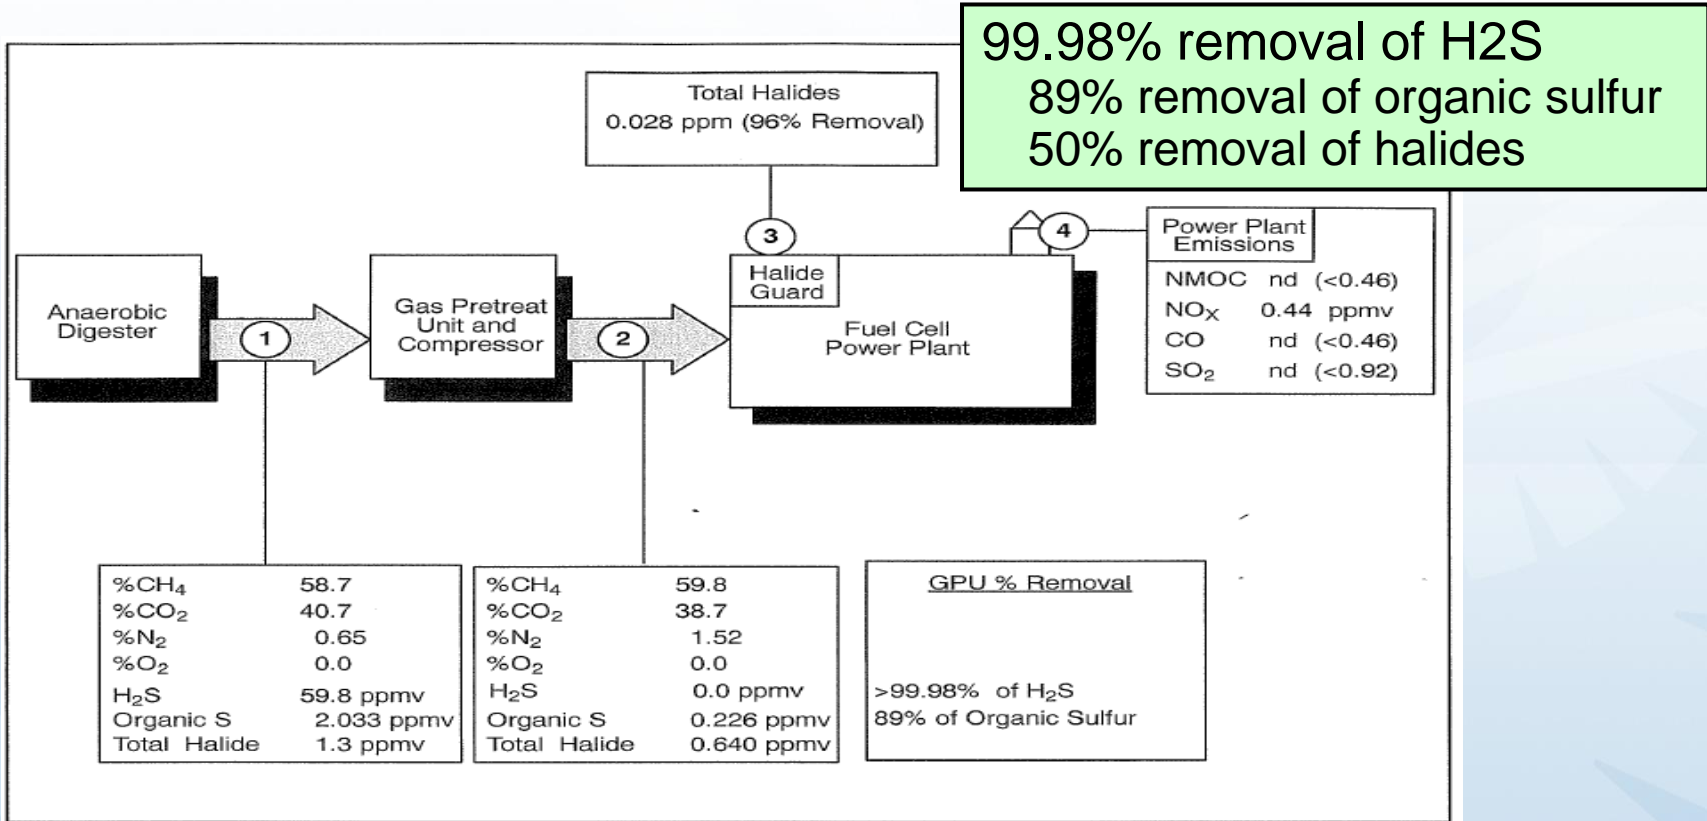 99.98% removal of H2S
89% removal of organic sulfur
50% removal of halides
Total Halides
0.028 ppm (96% Removal)
3
4
Power Plant
Emissions
NMOC nd (<0.46)
NOX 0.44 ppmv
CO nd (<0.46)
SO2 nd (<0.92)
Anaerobic
Digester
1
Gas Pretreat
Unit and
Compressor
2
Halide
Guard
Fuel Cell
Power Plant
%CH4 58.7
%CO2 40.7
%N2 0.65
%O2 0.0
H2S 59.8 ppmv
Organic S 2.033 ppmv
Total Halide 1.3 ppmv
%CH4 59.8
%CO2 38.7
%N2 1.52
%O2 0.0
H2S 0.0 ppmv
Organic S 0.226 ppmv
Total Halide 0.640 ppmv
GPU % Removal
>99.98% of H2S
89% of Organic Sulfur